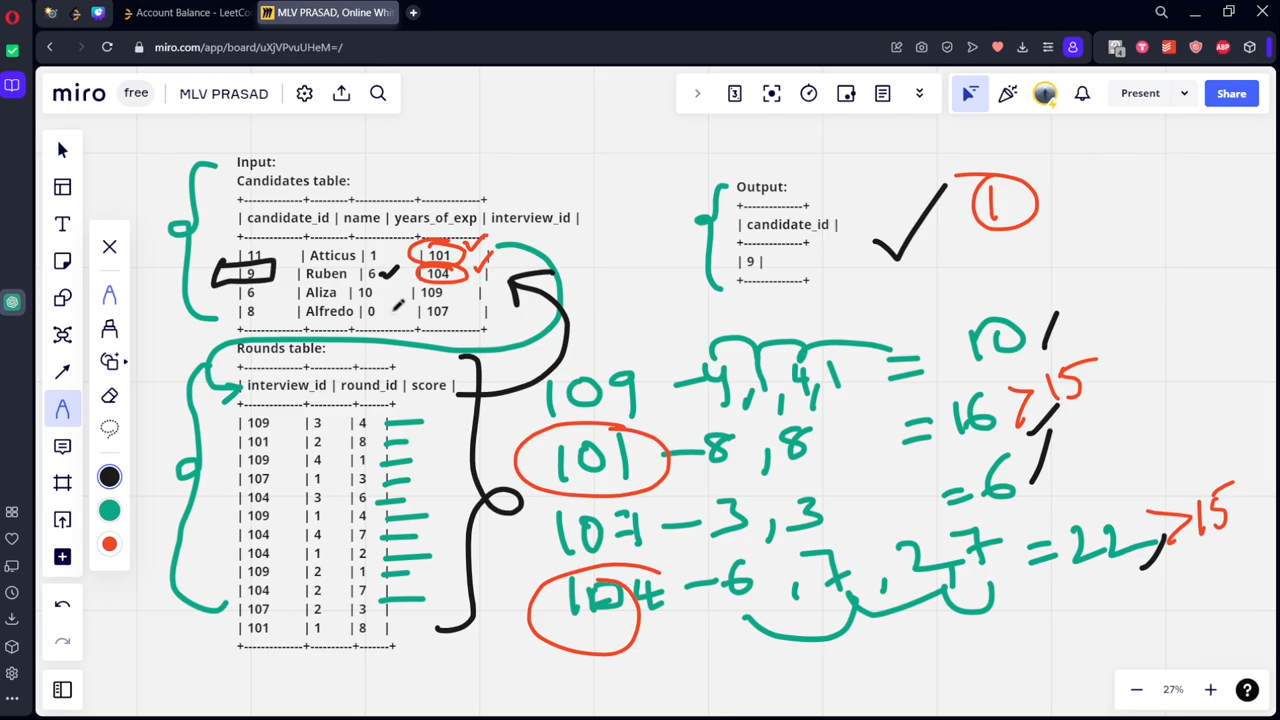 Account Balance - LeetCo
MLV PRASAD, Online Whi
miro.com/app/board/uXjVPvuUHeM=/
ABP
miro free MLV PRASAD
3
Present
Share
Input:
Candidates table:
+--------------+----------+--------------+--------------+
| candidate_id | name | years_of_exp | interview_id |
+--------------+----------+--------------+--------------+
| 11 | Atticus | 1 | 101 |
| 9 | Ruben | 6 | 104 |
| 6 | Aliza | 10 | 109 |
| 8 | Alfredo | 0 | 107 |
+--------------+----------+--------------+--------------+
Rounds table:
+--------------+----------+-------+
| interview_id | round_id | score |
+--------------+----------+-------+
| 109 | 3 | 4 |
| 101 | 2 | 8 |
| 109 | 4 | 1 |
| 107 | 1 | 3 |
| 104 | 3 | 6 |
| 109 | 1 | 4 |
| 104 | 4 | 7 |
| 104 | 1 | 2 |
| 109 | 2 | 1 |
| 104 | 2 | 7 |
| 107 | 2 | 3 |
| 101 | 1 | 8 |
+--------------+----------+-------+
Output:
+--------------+
| candidate_id |
+--------------+
| 9 |
+--------------+
1
109 - 4, 1, 4, 1 = 10
101 - 8, 8 = 16 > 15
107 - 3, 3 = 6
104 - 6, 7, 2, 7 = 22 > 15
27%
?